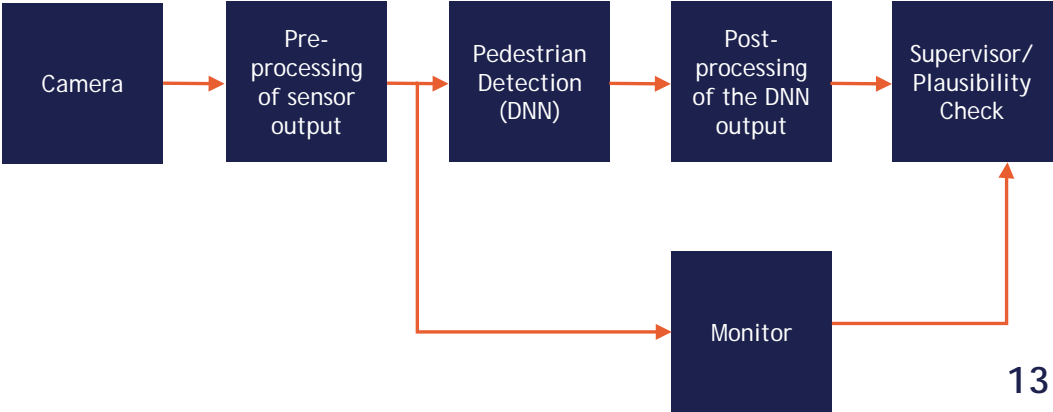 Camera
Pre-
processing
of sensor
output
Pedestrian
Detection
(DNN)
Post-
processing
of the DNN
output
Supervisor/
Plausibility
Check
Monitor
13